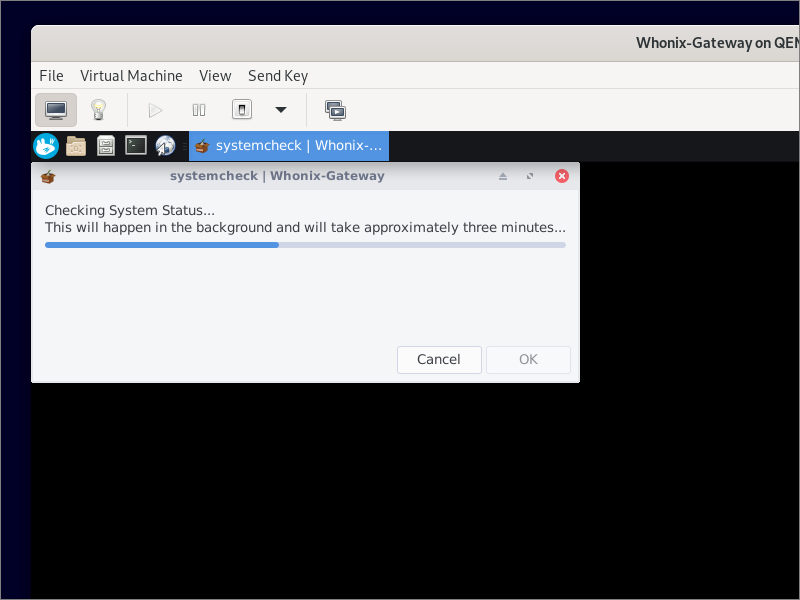 Whonix-Gateway on QEM
File Virtual Machine View Send Key
systemcheck | Whonix-...
systemcheck | Whonix-Gateway
Checking System Status...
This will happen in the background and will take approximately three minutes...
Cancel OK